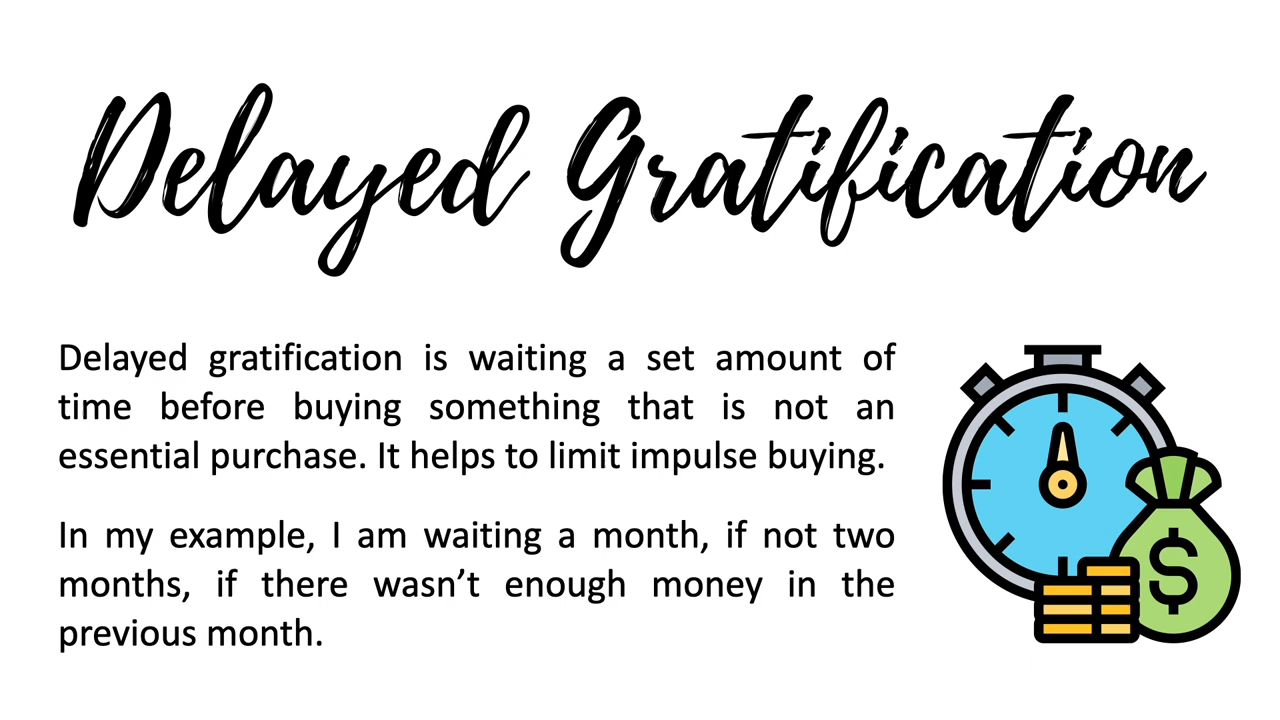 Delayed Gratification
Delayed gratification is waiting a set amount of
time before buying something that is not an
essential purchase. It helps to limit impulse buying.
In my example, I am waiting a month, if not two
months, if there wasn’t enough money in the
previous month.
$